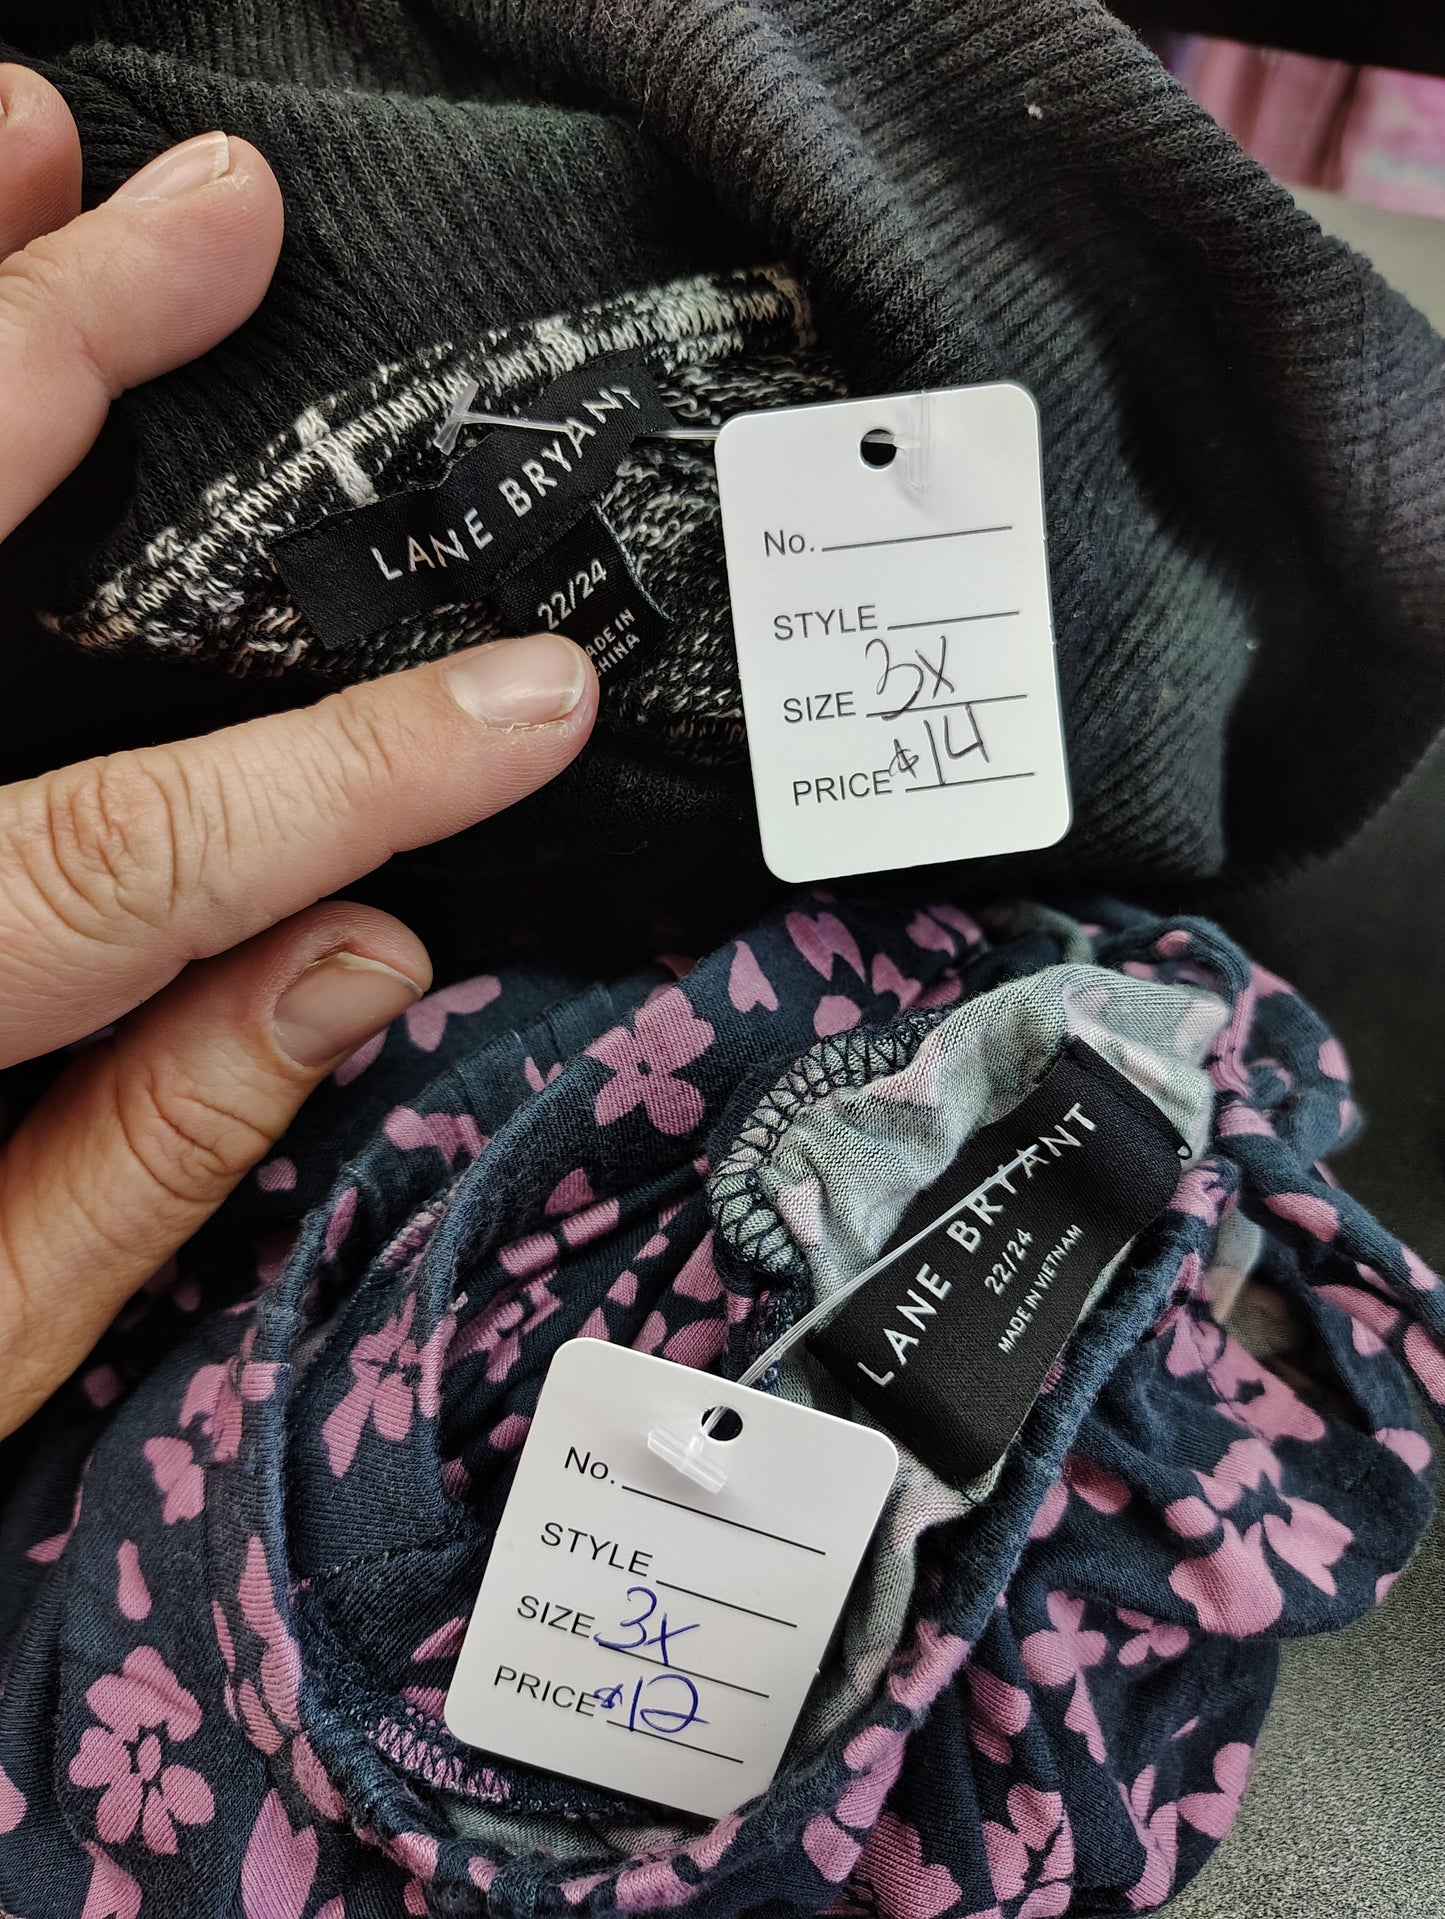 LANE BRYANT
22/24
MADE IN
CHINA
No.
STYLE
SIZE 3X
PRICE $14
LANE BRYANT
22/24
MADE IN VIETNAM
No.
STYLE
SIZE 3X
PRICE $12